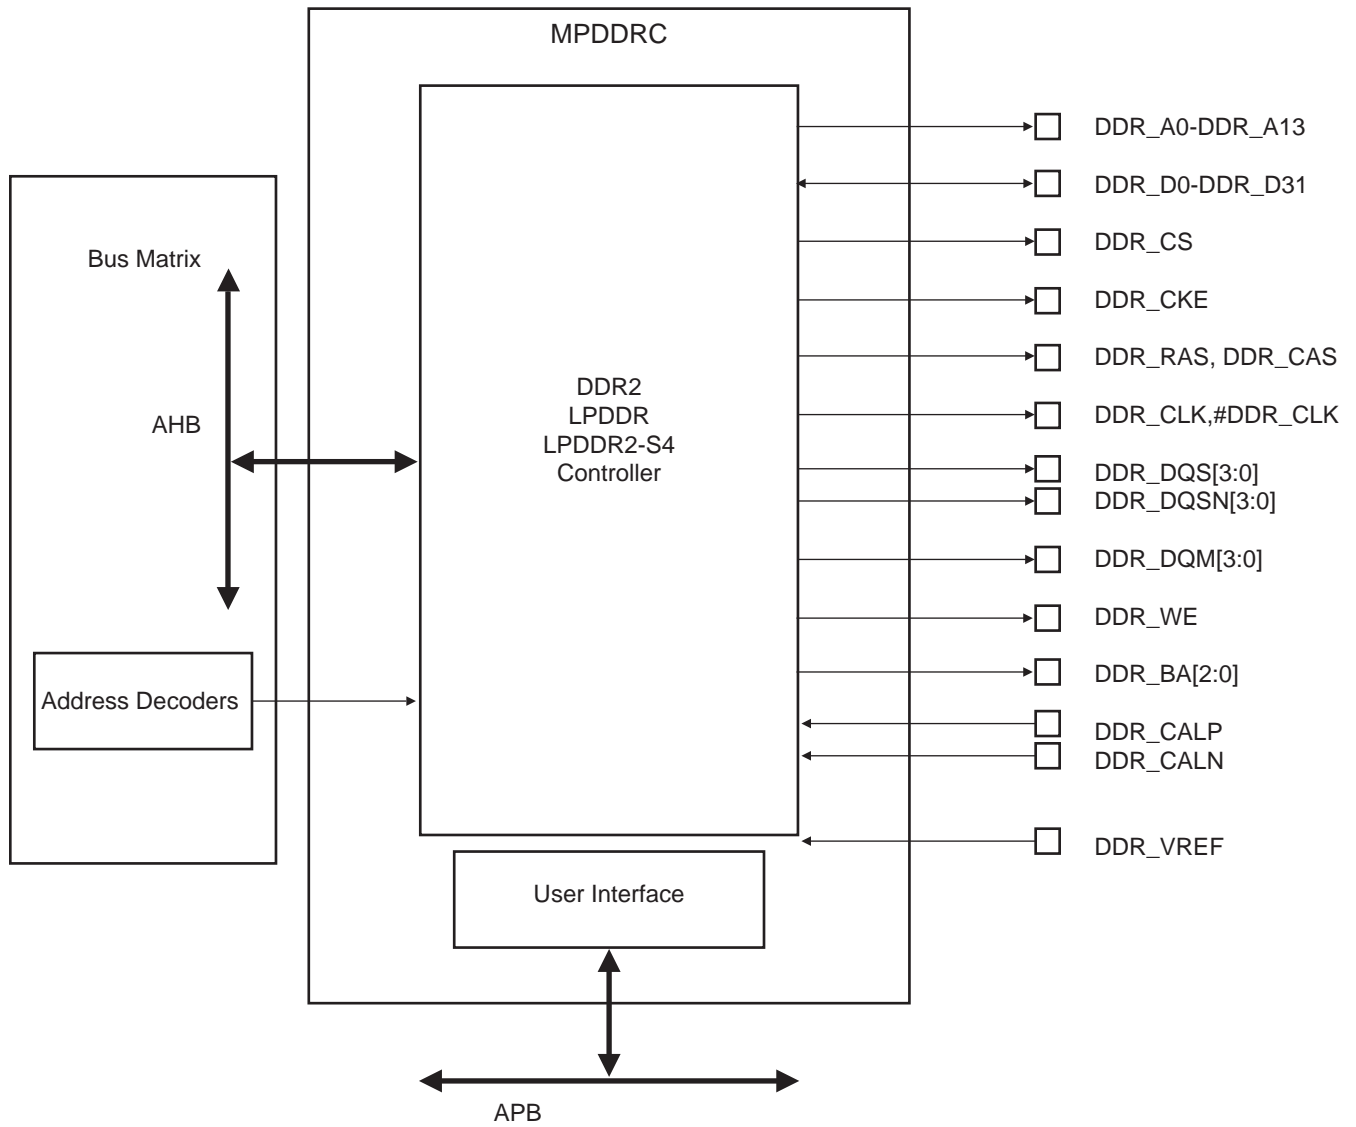 MPDDRC
Bus Matrix
AHB
Address Decoders
DDR2
LPDDR
LPDDR2-S4
Controller
User Interface
APB
DDR_A0-DDR_A13
DDR_D0-DDR_D31
DDR_CS
DDR_CKE
DDR_RAS, DDR_CAS
DDR_CLK,#DDR_CLK
DDR_DQS[3:0]
DDR_DQSN[3:0]
DDR_DQM[3:0]
DDR_WE
DDR_BA[2:0]
DDR_CALP
DDR_CALN
DDR_VREF